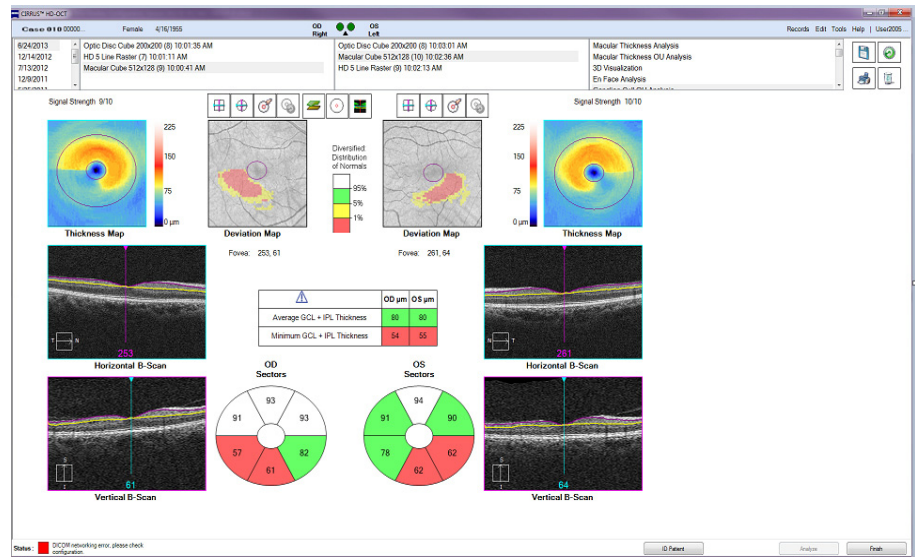 CIRRUS™ HD-OCT
Case 010 00000... Female 4/16/1955 OD Right OS Left Records Edit Tools Help | User2005 ...
6/24/2013
12/14/2012
7/13/2012
12/9/2011
Optic Disc Cube 200x200 (8) 10:01:35 AM
HD 5 Line Raster (7) 10:01:11 AM
Macular Cube 512x128 (9) 10:00:41 AM
Optic Disc Cube 200x200 (8) 10:03:01 AM
Macular Cube 512x128 (10) 10:02:36 AM
HD 5 Line Raster (9) 10:02:13 AM
Macular Thickness Analysis
Macular Thickness OU Analysis
3D Visualization
En Face Analysis
Ganglion Cell OU Analysis
Signal Strength 9/10
Signal Strength 10/10
225
150
75
0 µm
Thickness Map
Deviation Map
Diversified:
Distribution
of Normals
95%
5%
1%
Deviation Map
225
150
75
0 µm
Thickness Map
Fovea: 253, 61
Fovea: 261, 64
253
T N
Horizontal B-Scan
OD µm OS µm
Average GCL + IPL Thickness 80 80
Minimum GCL + IPL Thickness 54 55
261
T N
Horizontal B-Scan
61
S
I
Vertical B-Scan
OD
Sectors
93
91 93
57 82
61
OS
Sectors
94
91 90
78 62
62
64
S
I
Vertical B-Scan
Status : DICOM networking error, please check
configuration.
ID Patient
Analyze
Finish